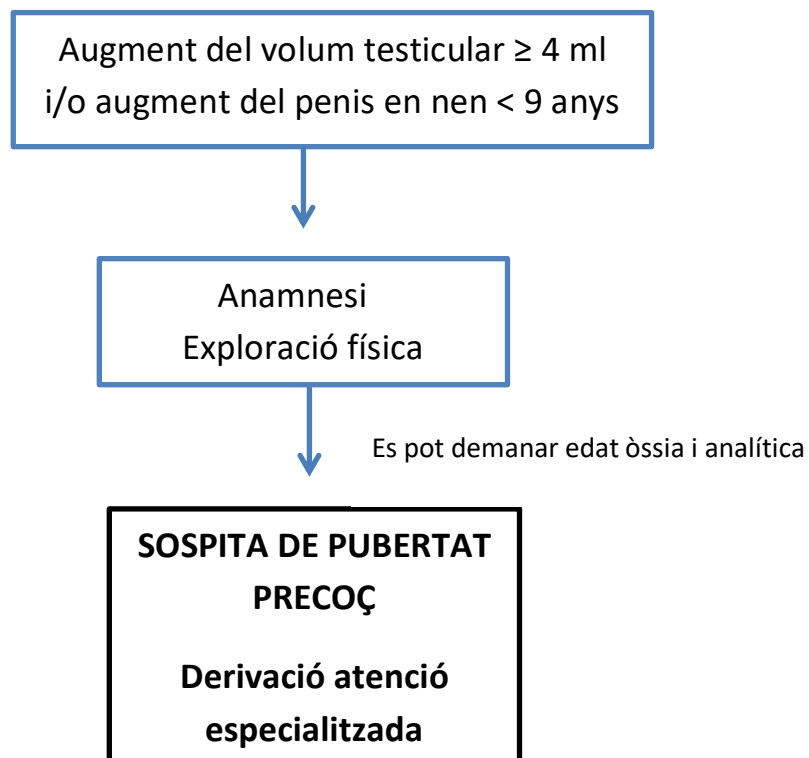 Augment del volum testicular ≥ 4 ml
i/o augment del penis en nen < 9 anys
Anamnesi
Exploració física
Es pot demanar edat òssia i analítica
SOSPITA DE PUBERTAT
PRECOÇ
Derivació atenció
especialitzada